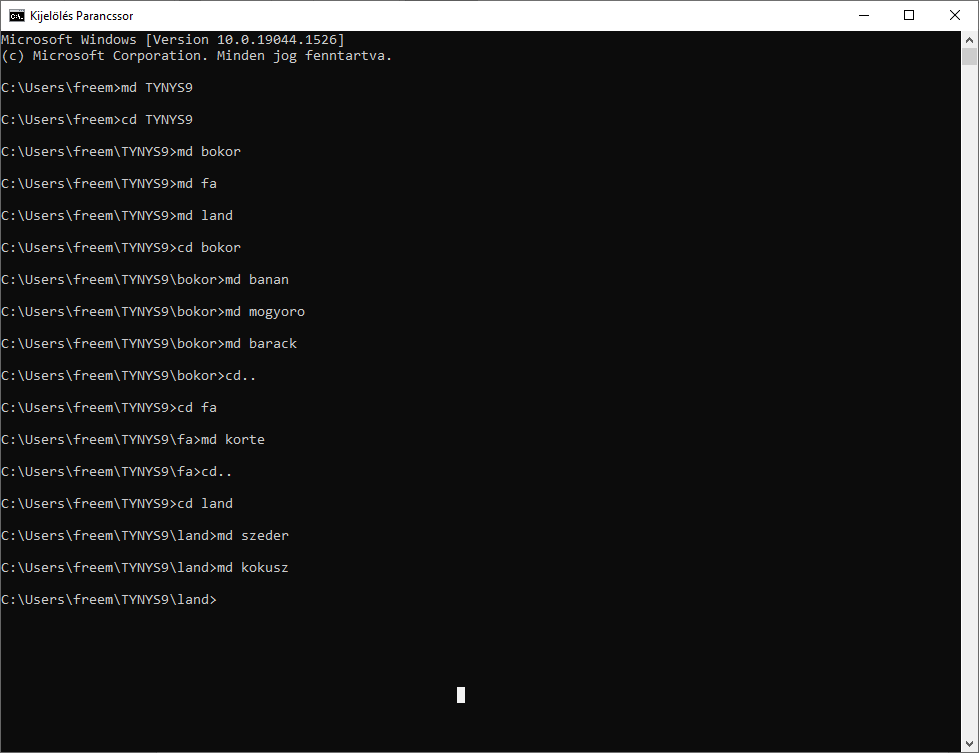 Kijelölés Parancssor
Microsoft Windows [Version 10.0.19044.1526]
(c) Microsoft Corporation. Minden jog fenntartva.
C:\Users\freem>md TYNYS9
C:\Users\freem>cd TYNYS9
C:\Users\freem\TYNYS9>md bokor
C:\Users\freem\TYNYS9>md fa
C:\Users\freem\TYNYS9>md land
C:\Users\freem\TYNYS9>cd bokor
C:\Users\freem\TYNYS9\bokor>md banan
C:\Users\freem\TYNYS9\bokor>md mogyoro
C:\Users\freem\TYNYS9\bokor>md barack
C:\Users\freem\TYNYS9\bokor>cd..
C:\Users\freem\TYNYS9>cd fa
C:\Users\freem\TYNYS9\fa>md korte
C:\Users\freem\TYNYS9\fa>cd..
C:\Users\freem\TYNYS9>cd land
C:\Users\freem\TYNYS9\land>md szeder
C:\Users\freem\TYNYS9\land>md kokusz
C:\Users\freem\TYNYS9\land>